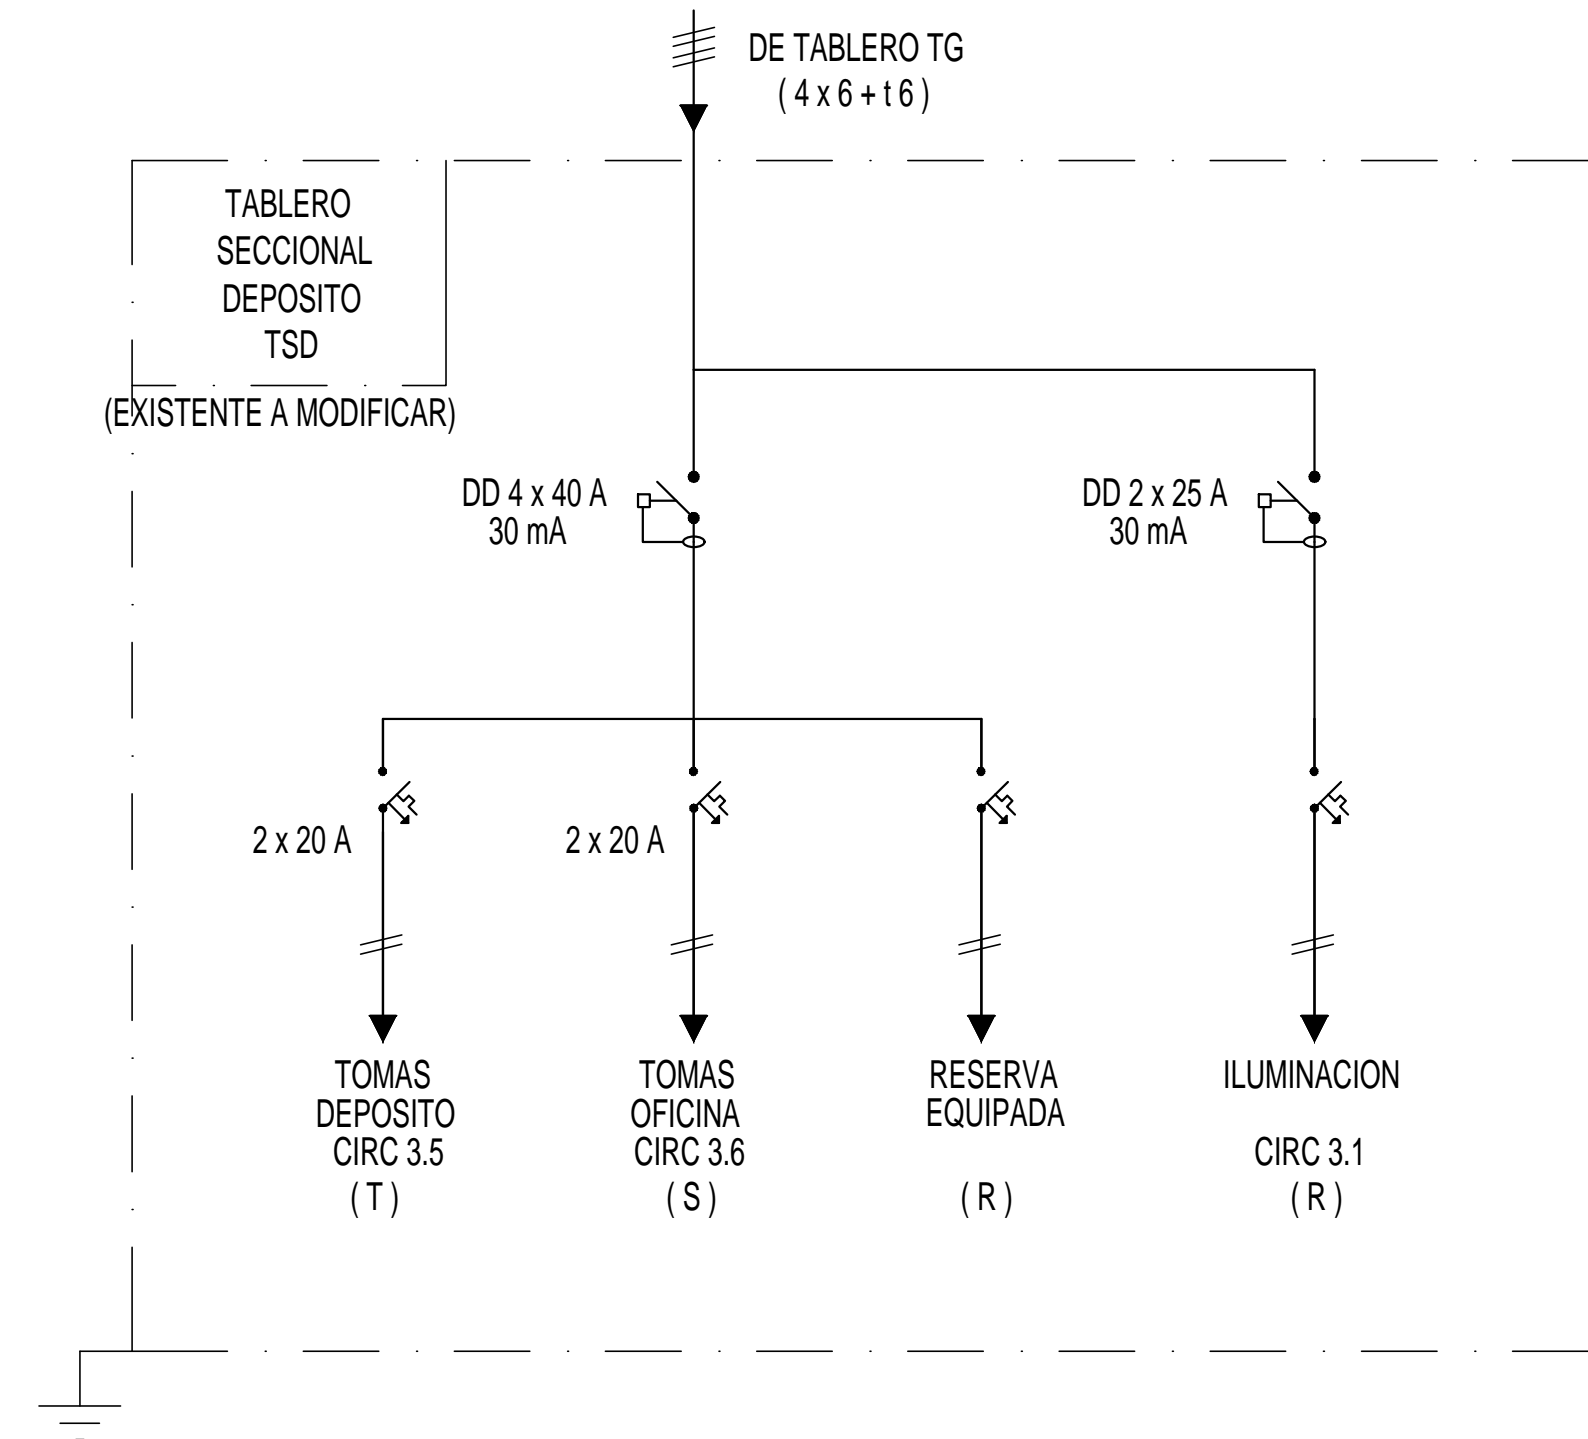 DE TABLERO TG
( 4 x 6 + t 6 )
TABLERO
SECCIONAL
DEPOSITO
TSD
(EXISTENTE A MODIFICAR)
DD 4 x 40 A
30 mA
DD 2 x 25 A
30 mA
2 x 20 A
2 x 20 A
TOMAS
DEPOSITO
CIRC 3.5
( T )
TOMAS
OFICINA
CIRC 3.6
( S )
RESERVA
EQUIPADA
( R )
ILUMINACION
CIRC 3.1
( R )